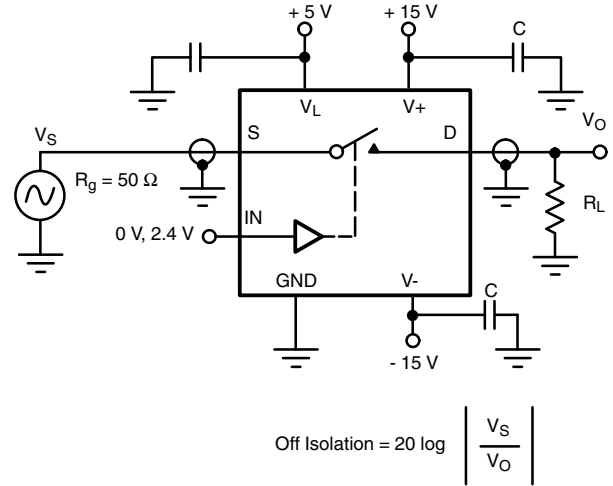 + 5 V
+ 15 V
C
V_L
V+
V_S
S
D
V_O
R_g = 50 Ω
R_L
IN
0 V, 2.4 V
GND
V-
C
- 15 V
Off Isolation = 20 log | V_S / V_O |